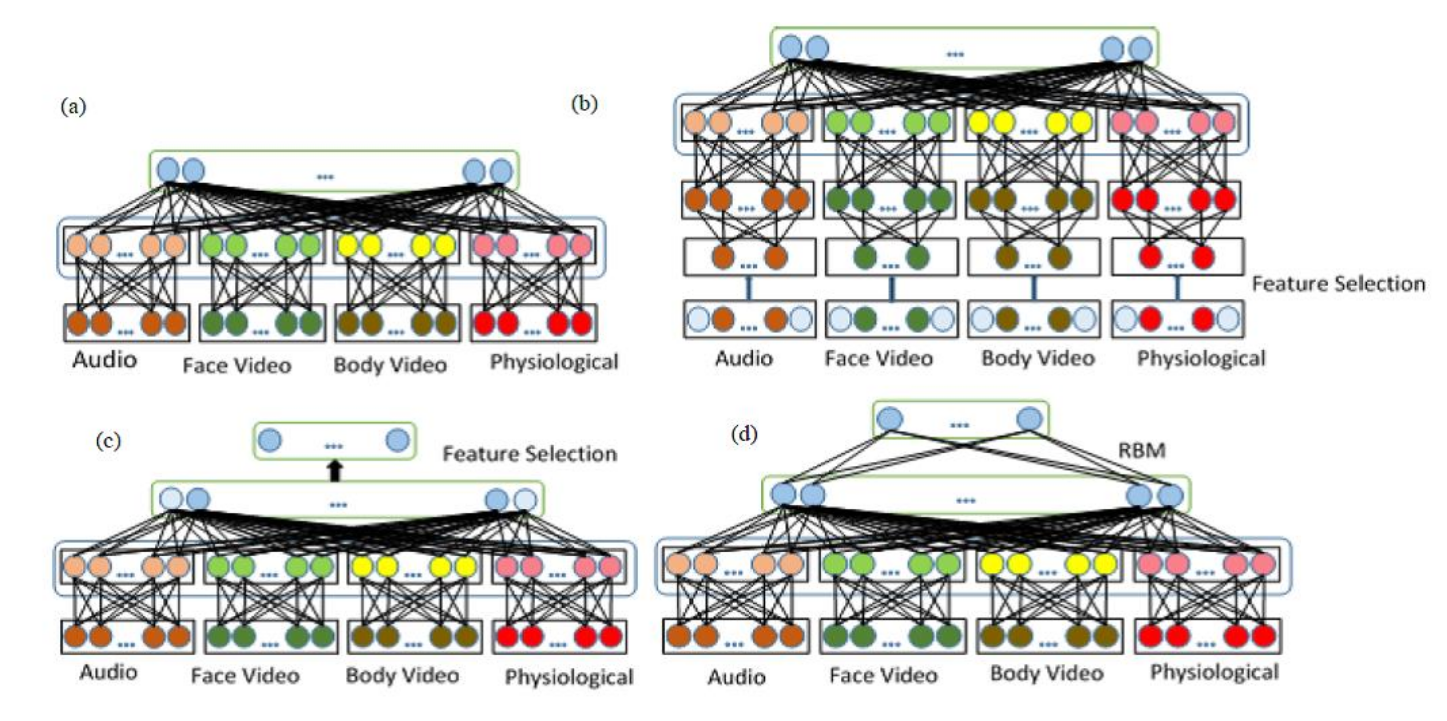 (a)
Audio
Face Video
Body Video
Physiological
(b)
Feature Selection
Audio
Face Video
Body Video
Physiological
(c)
Feature Selection
Audio
Face Video
Body Video
Physiological
(d)
RBM
Audio
Face Video
Body Video
Physiological